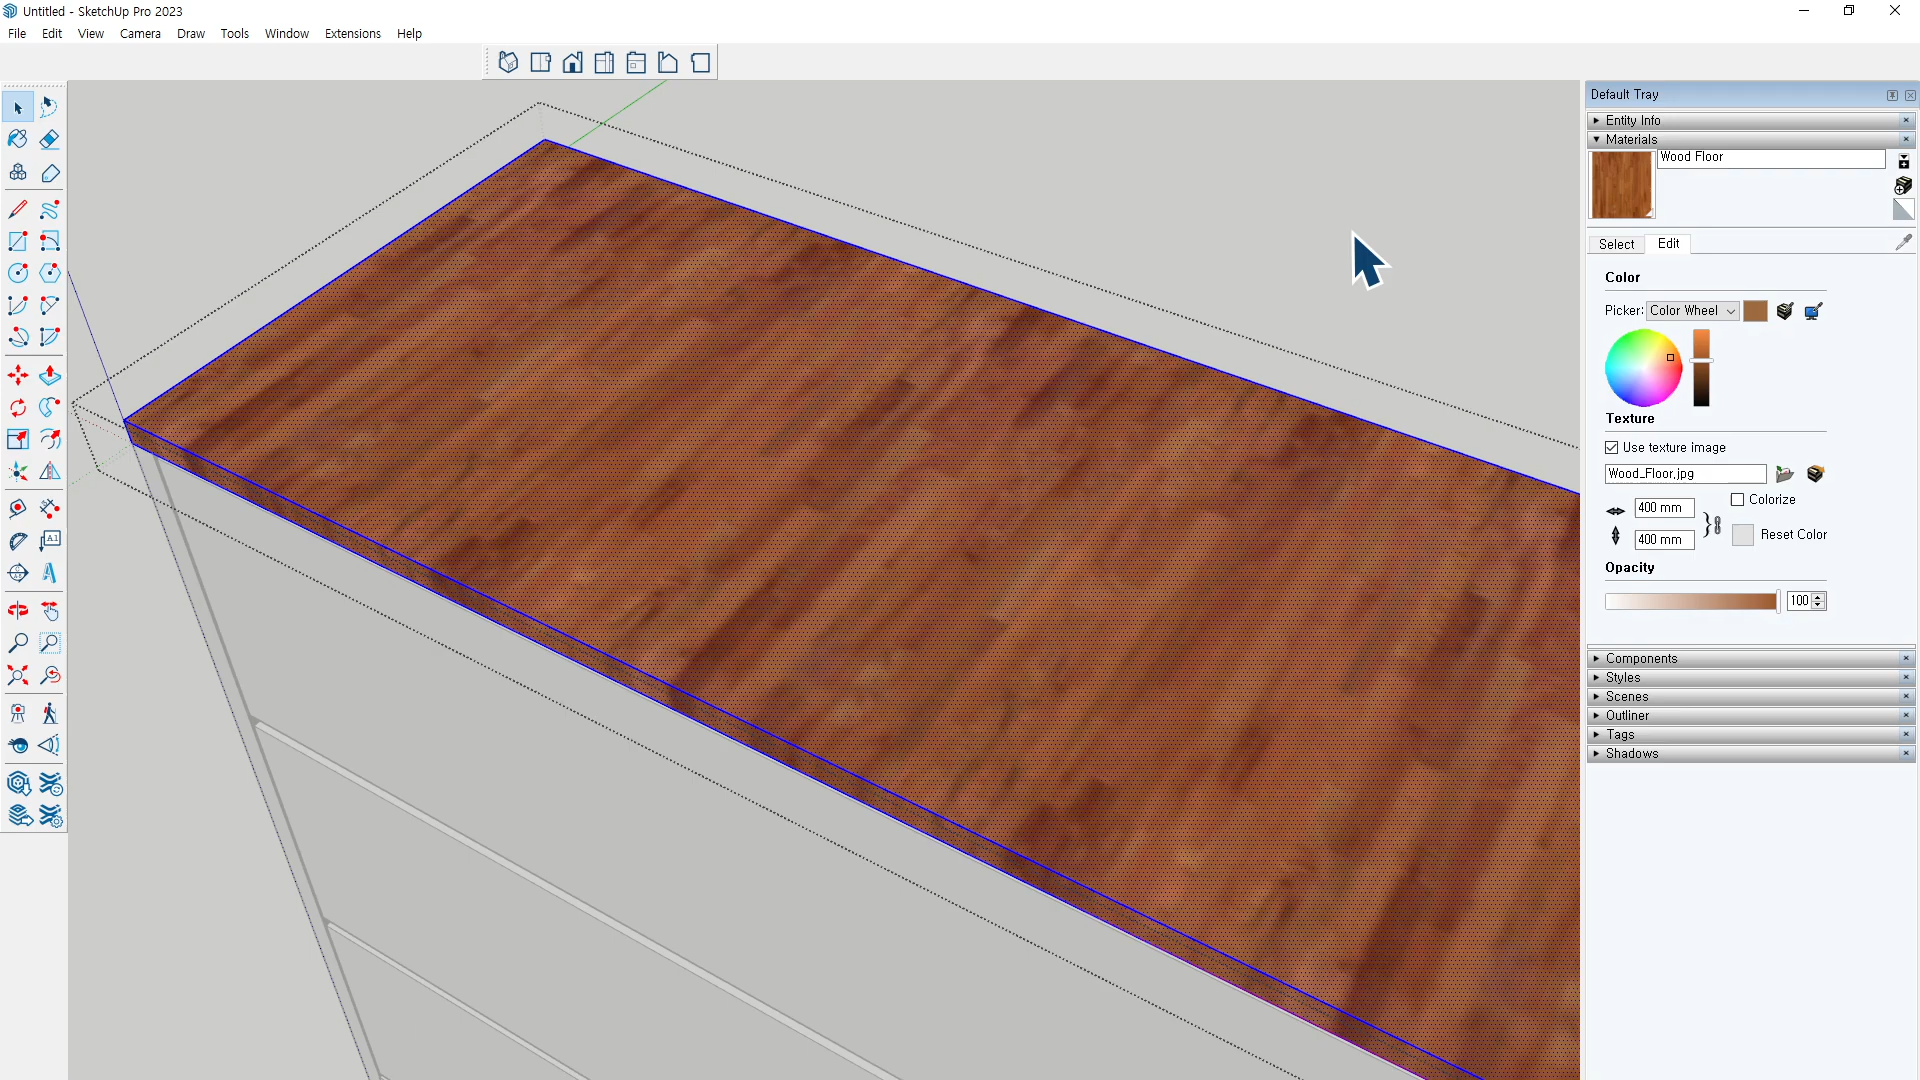 Untitled - SketchUp Pro 2023
File Edit View Camera Draw Tools Window Extensions Help
Default Tray
Entity Info
Materials
Wood Floor
Select Edit
Color
Picker: Color Wheel
Texture
Use texture image
Wood_Floor.jpg
400 mm
Colorize
400 mm
Reset Color
Opacity
100
Components
Styles
Scenes
Outliner
Tags
Shadows